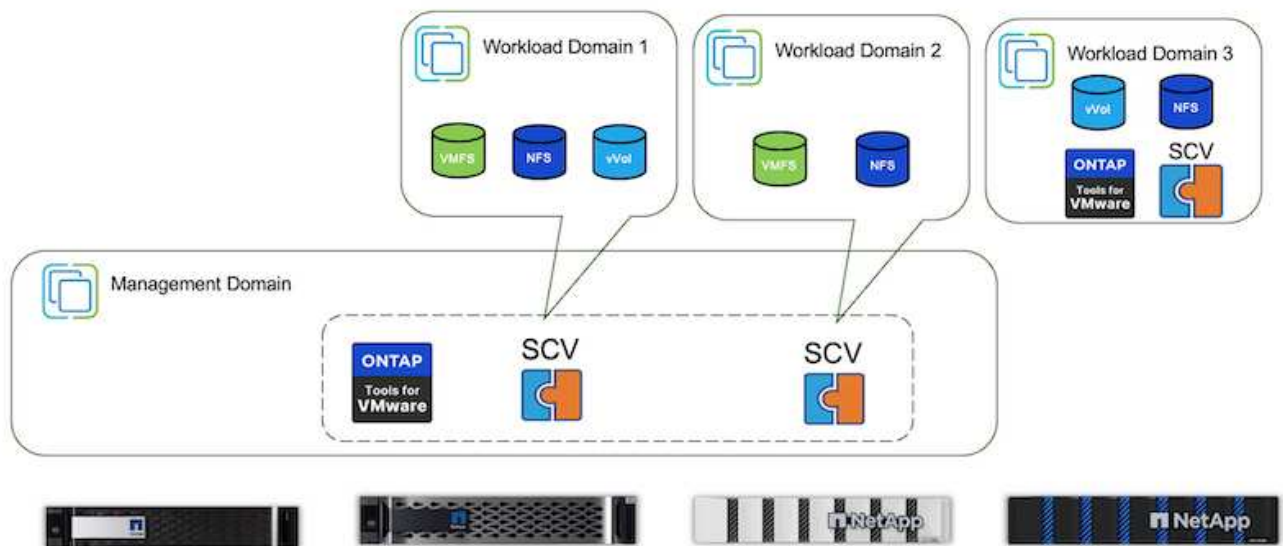 Workload Domain 1
VMFS
NFS
vVol
Workload Domain 2
VMFS
NFS
Workload Domain 3
vVol
NFS
ONTAP
Tools for
VMware
SCV
Management Domain
ONTAP
Tools for
VMware
SCV
SCV
NetApp
NetApp